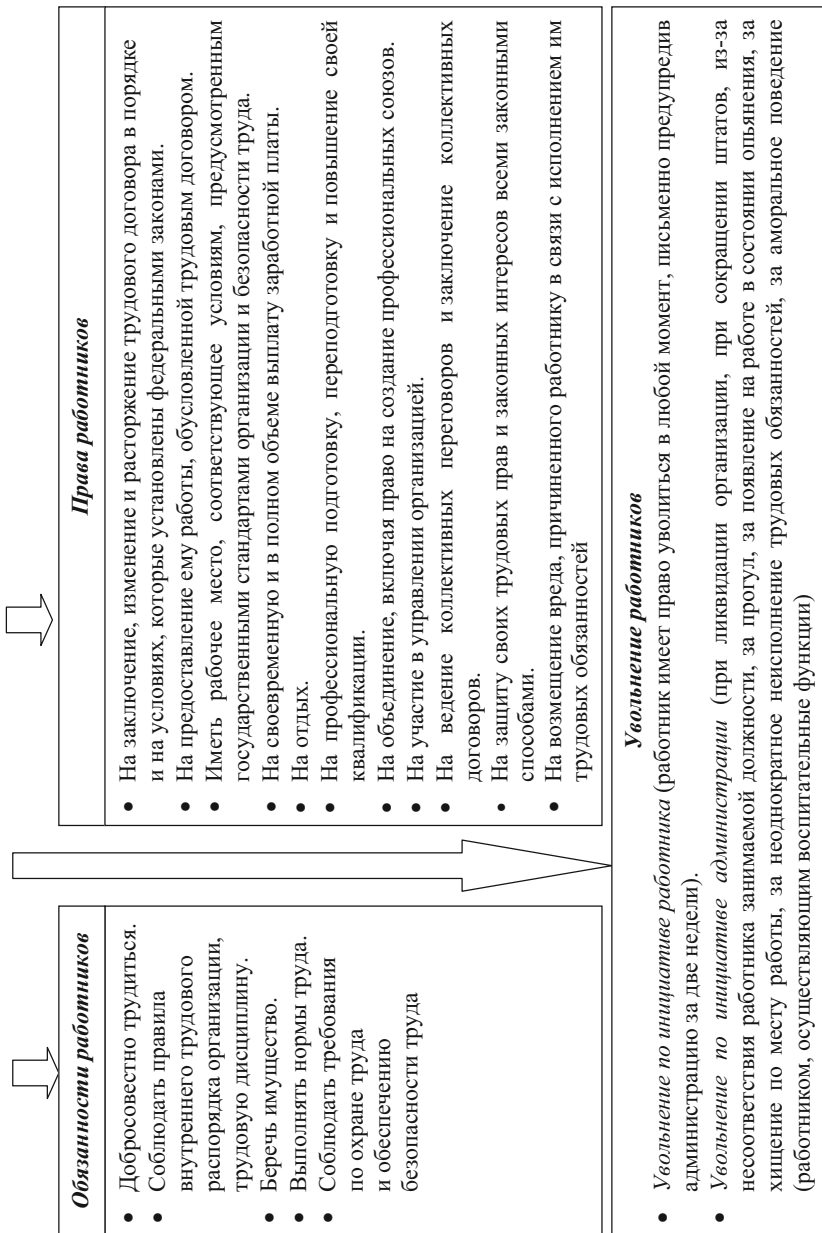 Обязанности работников
• Добросовестно трудиться.
• Соблюдать правила
внутреннего трудового
распорядка организации,
трудовую дисциплину.
• Беречь имущество.
• Выполнять нормы труда.
• Соблюдать требования
по охране труда
и обеспечению
безопасности труда
Права работников
• На заключение, изменение и расторжение трудового договора в порядке
и на условиях, которые установлены федеральными законами.
• На предоставление ему работы, обусловленной трудовым договором.
• Иметь рабочее место, соответствующее условиям, предусмотренным
государственными стандартами организации и безопасности труда.
• На своевременную и в полном объеме выплату заработной платы.
• На отдых.
• На профессиональную подготовку, переподготовку и повышение своей
квалификации.
• На объединение, включая право на создание профессиональных союзов.
• На участие в управлении организацией.
• На ведение коллективных переговоров и заключение коллективных
договоров.
• На защиту своих трудовых прав и законных интересов всеми законными
способами.
• На возмещение вреда, причиненного работнику в связи с исполнением им
трудовых обязанностей
Увольнение работников
• Увольнение по инициативе работника (работник имеет право уволиться в любой момент, письменно предупредив
администрацию за две недели).
• Увольнение по инициативе администрации (при ликвидации организации, при сокращении штатов, из-за
несоответствия работника занимаемой должности, за прогул, за появление на работе в состоянии опьянения, за
хищение по месту работы, за неоднократное неисполнение трудовых обязанностей, за аморальное поведение
(работником, осуществляющим воспитательные функции)